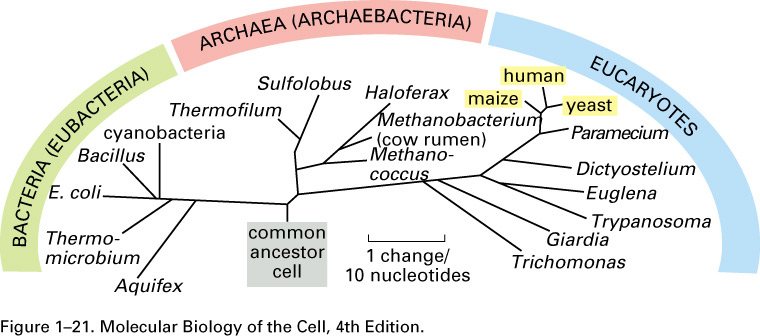 BACTERIA (EUBACTERIA)
ARCHAEA (ARCHAEBACTERIA)
EUCARYOTES
cyanobacteria
Bacillus
E. coli
Thermo-
microbium
Aquifex
Thermofilum
Sulfolobus
Haloferax
Methanobacterium
(cow rumen)
Methano-
coccus
common
ancestor
cell
1 change/
10 nucleotides
human
maize
yeast
Paramecium
Dictyostelium
Euglena
Trypanosoma
Giardia
Trichomonas
Figure 1–21. Molecular Biology of the Cell, 4th Edition.